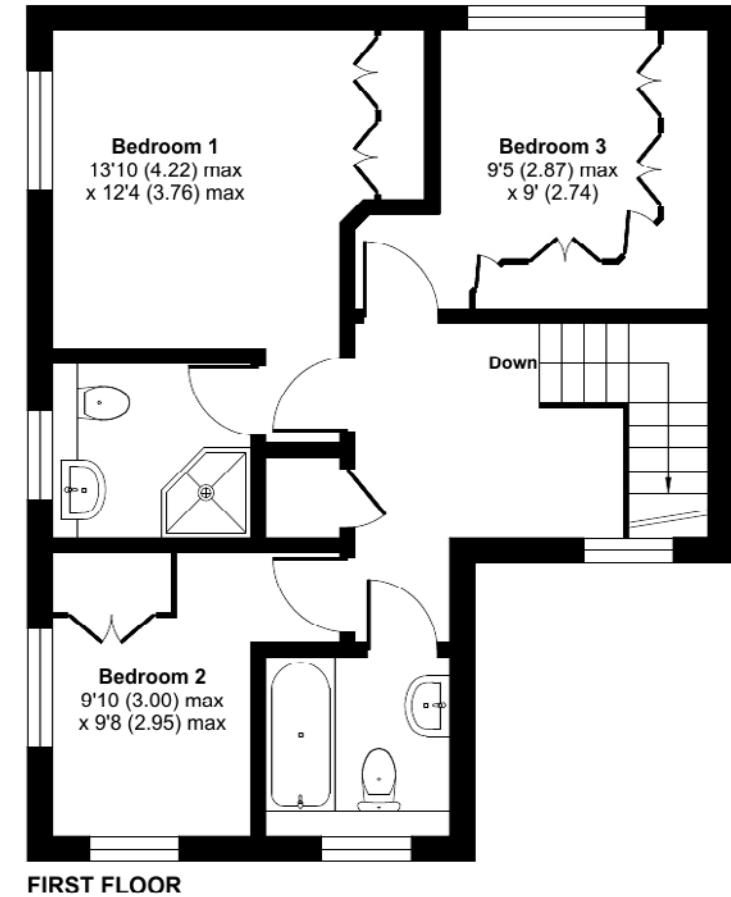 Bedroom 1
13'10 (4.22) max
x 12'4 (3.76) max
Bedroom 3
9'5 (2.87) max
x 9' (2.74)
Down
Bedroom 2
9'10 (3.00) max
x 9'8 (2.95) max
FIRST FLOOR